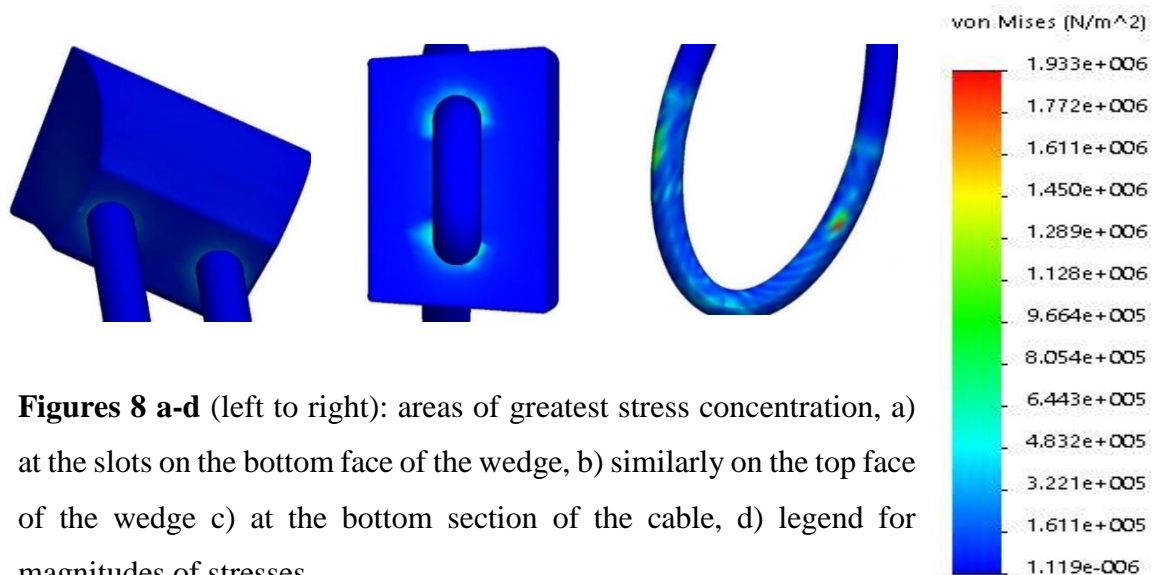 von Mises (N/m^2)
1.933e+006
1.772e+006
1.611e+006
1.450e+006
1.289e+006
1.128e+006
9.664e+005
8.054e+005
6.443e+005
4.832e+005
3.221e+005
1.611e+005
1.119e-006
Figures 8 a-d (left to right): areas of greatest stress concentration, a)
at the slots on the bottom face of the wedge, b) similarly on the top face
of the wedge c) at the bottom section of the cable, d) legend for
magnitudes of stresses